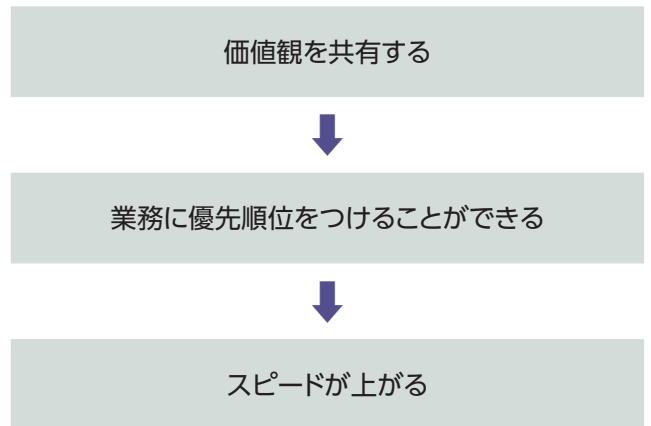 価値観を共有する
業務に優先順位をつけることができる
スピードが上がる